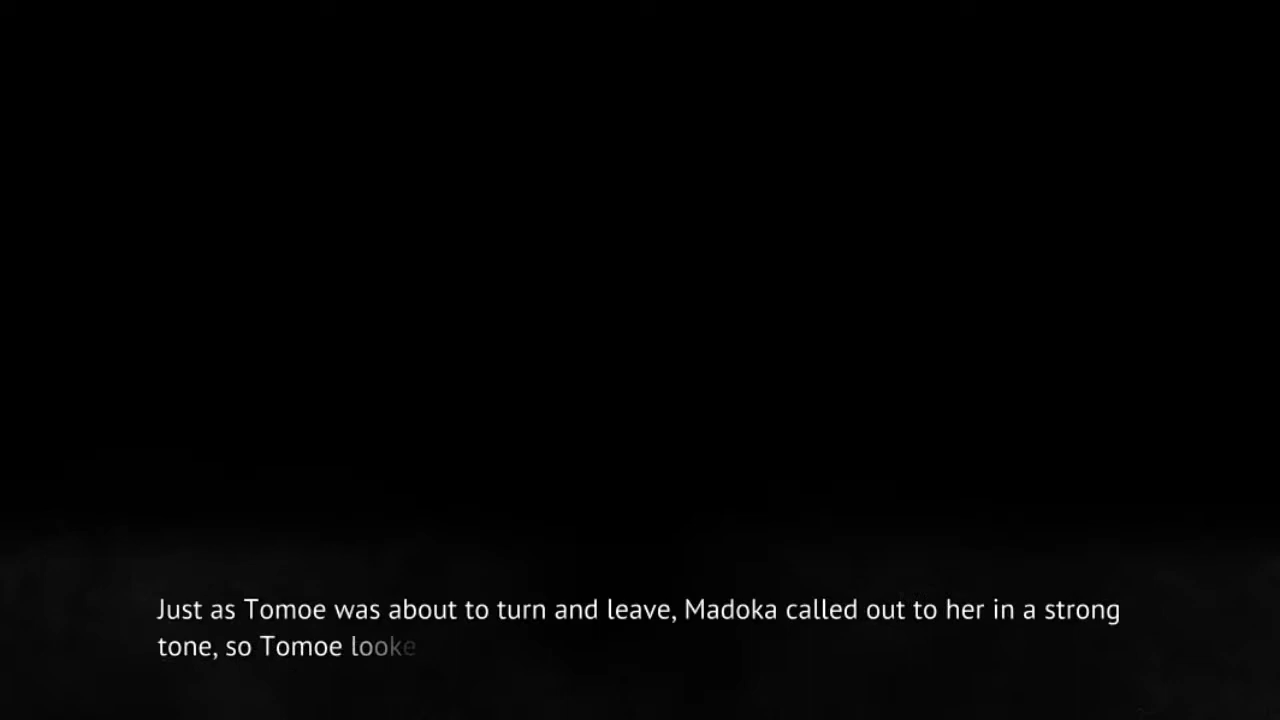 Just as Tomoe was about to turn and leave, Madoka called out to her in a strong
tone, so Tomoe looke